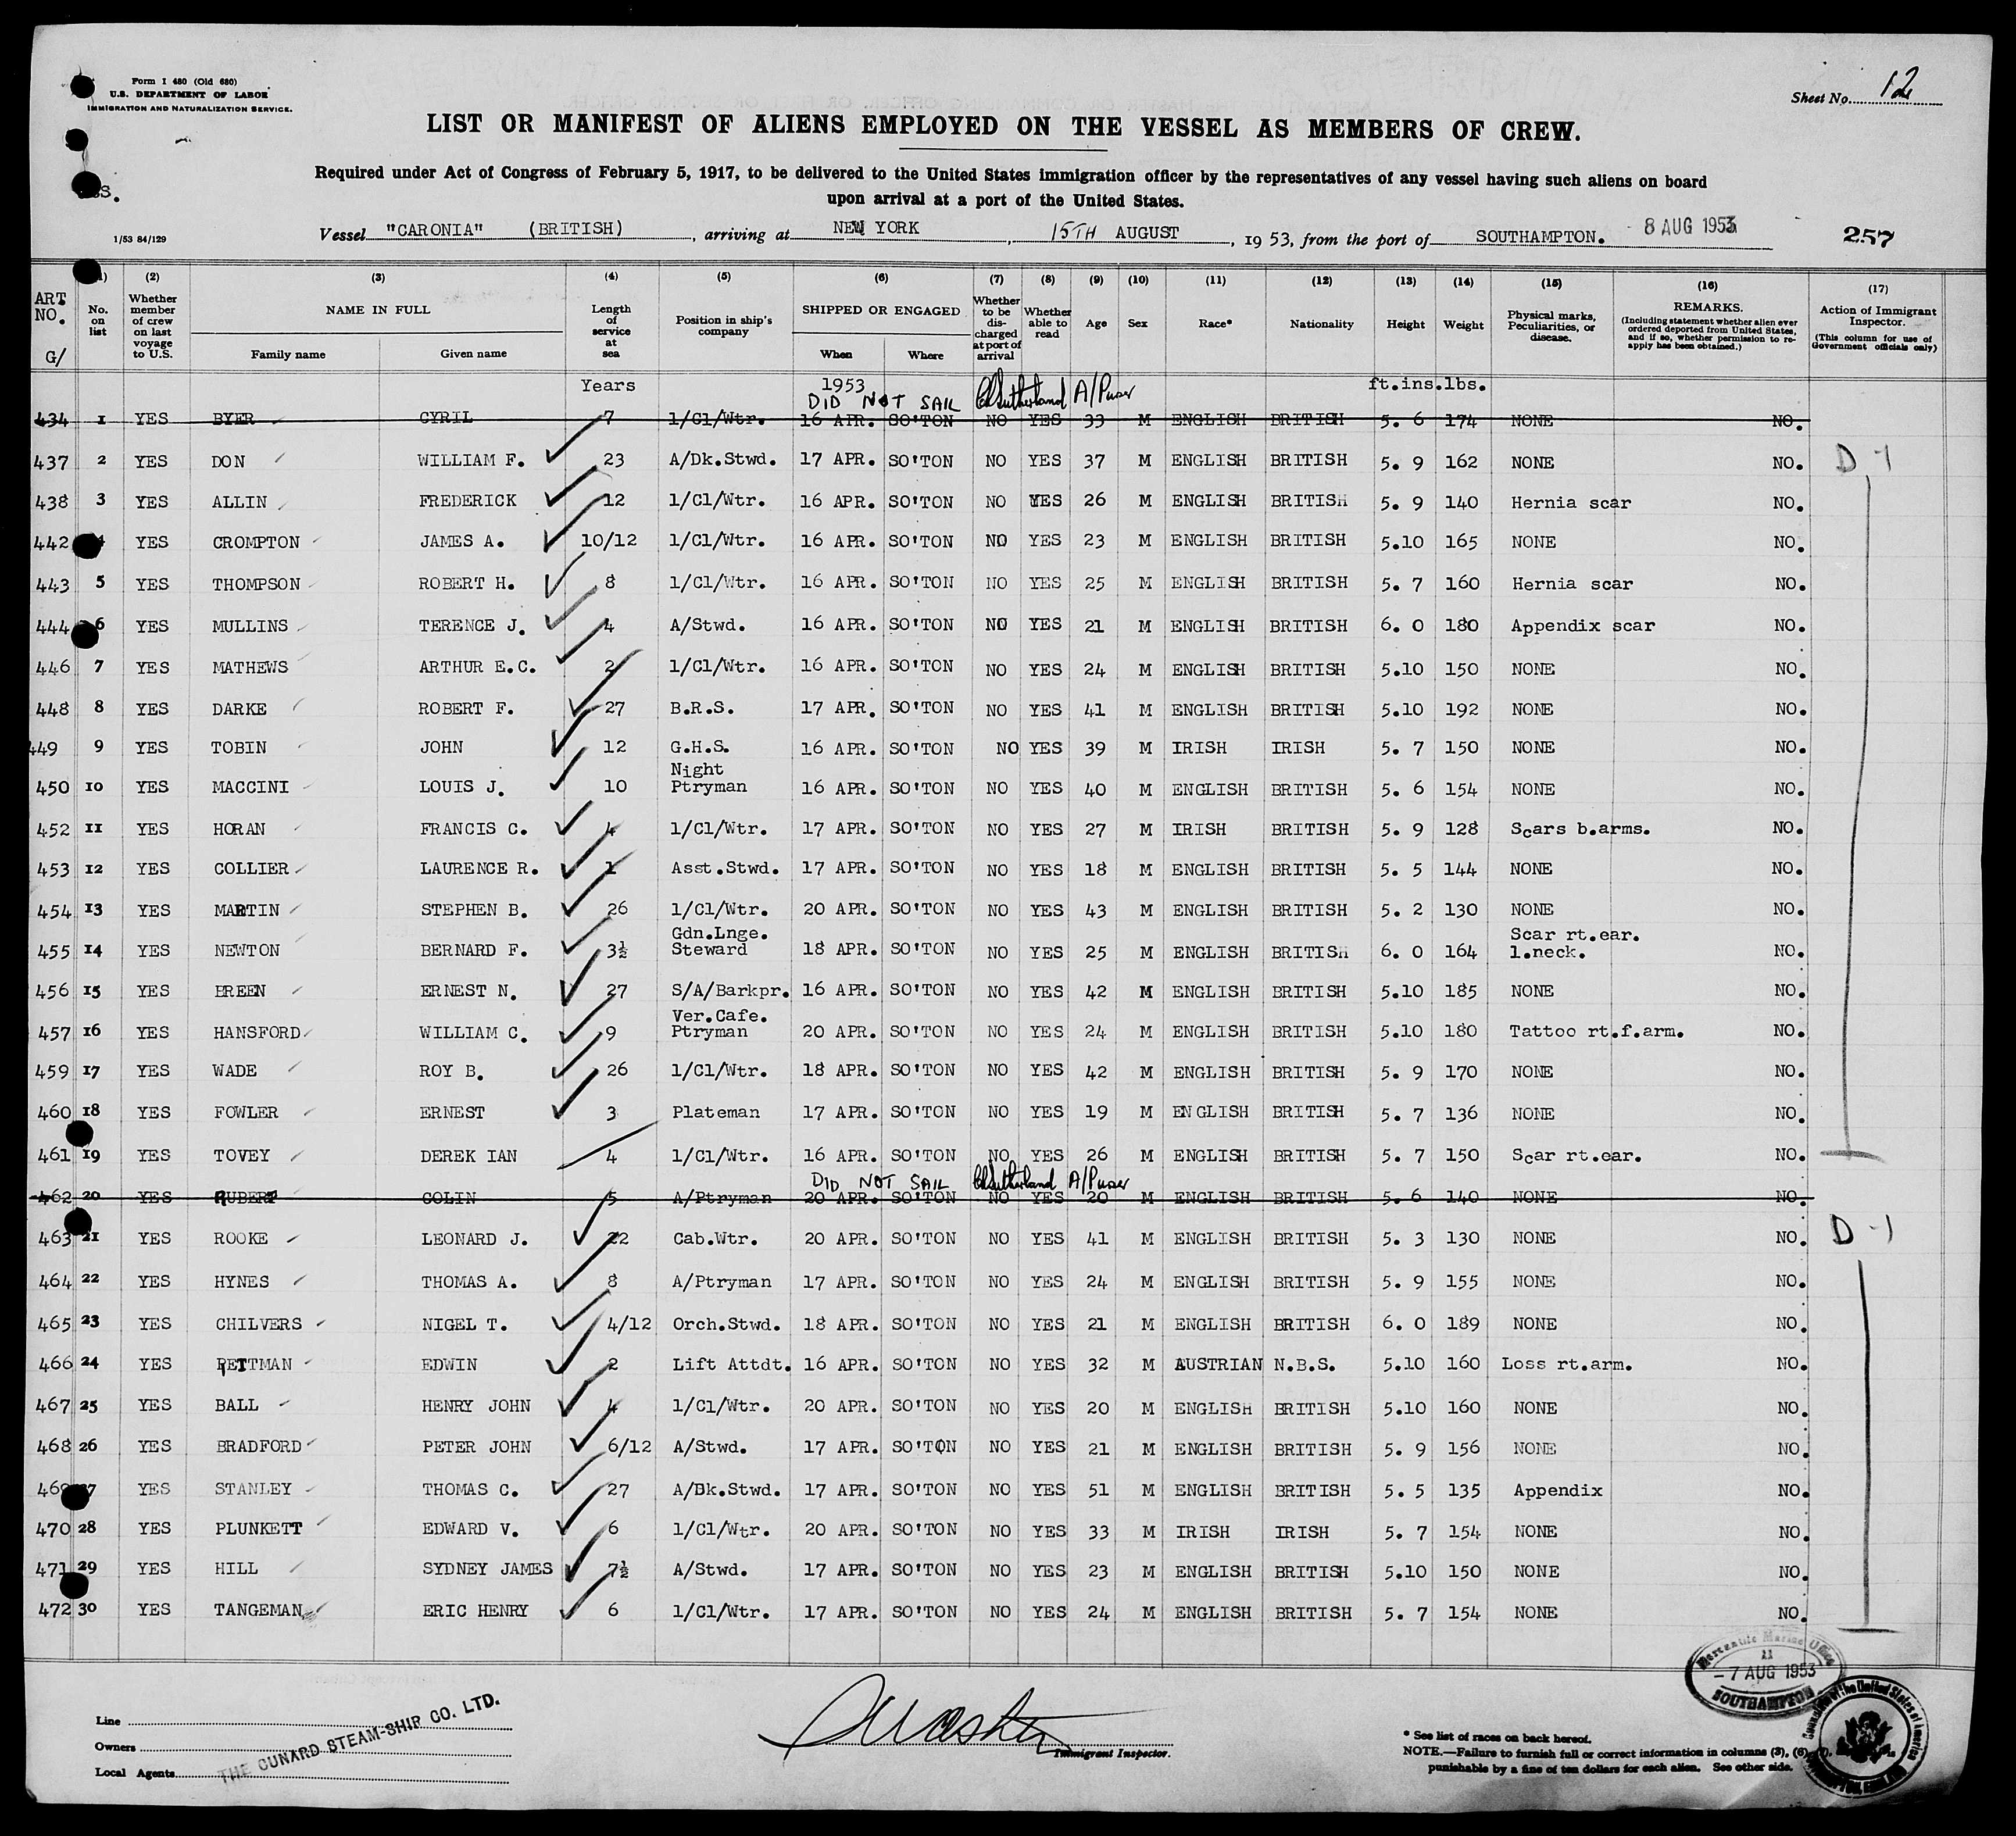 Form I 480 (Old 680)
U.S. DEPARTMENT OF LABOR
IMMIGRATION AND NATURALIZATION SERVICE.
Sheet No. 12
LIST OR MANIFEST OF ALIENS EMPLOYED ON THE VESSEL AS MEMBERS OF CREW.
Required under Act of Congress of February 5, 1917, to be delivered to the United States immigration officer by the representatives of any vessel having such aliens on board
upon arrival at a port of the United States.
1/53 84/129
Vessel "CARONIA" (BRITISH), arriving at NEW YORK, 15TH AUGUST, 1953, from the port of SOUTHAMPTON. 8 AUG 1953 257
(2) (3) (4) (5) (6) (7) (8) (9) (10) (11) (12) (13) (14) (15) (16) (17)
ART NO. G/ No. on list Whether member of crew on last voyage to U.S. NAME IN FULL Family name Given name Length of service at sea Position in ship's company SHIPPED OR ENGAGED When Where Whether to be discharged at port of arrival Whether able to read Age Sex Race* Nationality Height Weight Physical marks, Peculiarities, or disease. REMARKS. (Including statement whether alien ever ordered deported from United States, and if so, whether permission to re-apply has been obtained.) Action of Immigrant Inspector. (This column for use of Government officials only)
Years 1953 ft.ins.lbs.
DID NOT SAIL Sutherland A/Purser
434 1 YES BYER CYRIL 7 1/Cl/Wtr. 16 APR. SO'TON NO YES 33 M ENGLISH BRITISH 5. 6 174 NONE NO.
437 2 YES DON WILLIAM F. 23 A/Dk.Stwd. 17 APR. SO'TON NO YES 37 M ENGLISH BRITISH 5. 9 162 NONE NO. D-1
438 3 YES ALLIN FREDERICK 12 1/Cl/Wtr. 16 APR. SO'TON NO YES 26 M ENGLISH BRITISH 5. 9 140 Hernia scar NO.
442 YES CROMPTON JAMES A. 10/12 1/Cl/Wtr. 16 APR. SO'TON NO YES 23 M ENGLISH BRITISH 5.10 165 NONE NO.
443 5 YES THOMPSON ROBERT H. 8 1/Cl/Wtr. 16 APR. SO'TON NO YES 25 M ENGLISH BRITISH 5. 7 160 Hernia scar NO.
444 6 YES MULLINS TERENCE J. 4 A/Stwd. 16 APR. SO'TON NO YES 21 M ENGLISH BRITISH 6. 0 180 Appendix scar NO.
446 7 YES MATHEWS ARTHUR E.C. 2 1/Cl/Wtr. 16 APR. SO'TON NO YES 24 M ENGLISH BRITISH 5.10 150 NONE NO.
448 8 YES DARKE ROBERT F. 27 B.R.S. 17 APR. SO'TON NO YES 41 M ENGLISH BRITISH 5.10 192 NONE NO.
449 9 YES TOBIN JOHN 12 G.H.S. 16 APR. SO'TON NO YES 39 M IRISH IRISH 5. 7 150 NONE NO.
450 10 YES MACCINI LOUIS J. 10 Night Ptryman 16 APR. SO'TON NO YES 40 M ENGLISH BRITISH 5. 6 154 NONE NO.
452 11 YES HORAN FRANCIS C. 4 1/Cl/Wtr. 17 APR. SO'TON NO YES 27 M IRISH BRITISH 5. 9 128 Scars b.arms. NO.
453 12 YES COLLIER LAURENCE R. 1 Asst.Stwd. 17 APR. SO'TON NO YES 18 M ENGLISH BRITISH 5. 5 144 NONE NO.
454 13 YES MARTIN STEPHEN B. 26 1/Cl/Wtr. 20 APR. SO'TON NO YES 43 M ENGLISH BRITISH 5. 2 130 NONE NO.
455 14 YES NEWTON BERNARD F. 3½ Gdn.Lnge. Steward 18 APR. SO'TON NO YES 25 M ENGLISH BRITISH 6. 0 164 Scar rt.ear. l.neck. NO.
456 15 YES BREEN ERNEST N. 27 S/A/Barkpr. 16 APR. SO'TON NO YES 42 M ENGLISH BRITISH 5.10 185 NONE NO.
457 16 YES HANSFORD WILLIAM C. 9 Ver.Cafe. Ptryman 20 APR. SO'TON NO YES 24 M ENGLISH BRITISH 5.10 180 Tattoo rt.f.arm. NO.
459 17 YES WADE ROY B. 26 1/Cl/Wtr. 18 APR. SO'TON NO YES 42 M ENGLISH BRITISH 5. 9 170 NONE NO.
460 18 YES FOWLER ERNEST 3 Plateman 17 APR. SO'TON NO YES 19 M ENGLISH BRITISH 5. 7 136 NONE NO.
461 19 YES TOVEY DEREK IAN 4 1/Cl/Wtr. 16 APR. SO'TON NO YES 26 M ENGLISH BRITISH 5. 7 150 Scar rt.ear. NO.
DID NOT SAIL Sutherland A/Purser
462 20 YES RUBERT COLIN 5 A/Ptryman 20 APR. SO'TON NO YES 20 M ENGLISH BRITISH 5. 6 140 NONE NO.
463 21 YES ROOKE LEONARD J. 22 Cab.Wtr. 20 APR. SO'TON NO YES 41 M ENGLISH BRITISH 5. 3 130 NONE NO. D-1
464 22 YES HYNES THOMAS A. 8 A/Ptryman 17 APR. SO'TON NO YES 24 M ENGLISH BRITISH 5. 9 155 NONE NO.
465 23 YES CHILVERS NIGEL T. 4/12 Orch.Stwd. 18 APR. SO'TON NO YES 21 M ENGLISH BRITISH 6. 0 189 NONE NO.
466 24 YES PETTMAN EDWIN 2 Lift Attdt. 16 APR. SO'TON NO YES 32 M AUSTRIAN N.B.S. 5.10 160 Loss rt.arm. NO.
467 25 YES BALL HENRY JOHN 4 1/Cl/Wtr. 20 APR. SO'TON NO YES 20 M ENGLISH BRITISH 5.10 160 NONE NO.
468 26 YES BRADFORD PETER JOHN 6/12 A/Stwd. 17 APR. SO'TON NO YES 21 M ENGLISH BRITISH 5. 9 156 NONE NO.
469 27 YES STANLEY THOMAS C. 27 A/Bk.Stwd. 17 APR. SO'TON NO YES 51 M ENGLISH BRITISH 5. 5 135 Appendix NO.
470 28 YES PLUNKETT EDWARD V. 6 1/Cl/Wtr. 20 APR. SO'TON NO YES 33 M IRISH IRISH 5. 7 154 NONE NO.
471 29 YES HILL SYDNEY JAMES 7½ A/Stwd. 17 APR. SO'TON NO YES 23 M ENGLISH BRITISH 5.10 150 NONE NO.
472 30 YES TANGEMAN ERIC HENRY 6 1/Cl/Wtr. 17 APR. SO'TON NO YES 24 M ENGLISH BRITISH 5. 7 154 NONE NO.
Mercantile Marine Office
11
- 7 AUG 1953
SOUTHAMPTON
Line
Owners
Local Agents
THE CUNARD STEAM-SHIP CO. LTD.
Immigrant Inspector.
* See list of races on back hereof.
NOTE.—Failure to furnish full or correct information in columns (3), (6)
punishable by a fine of ten dollars for each alien. See other side.
of the United States of America